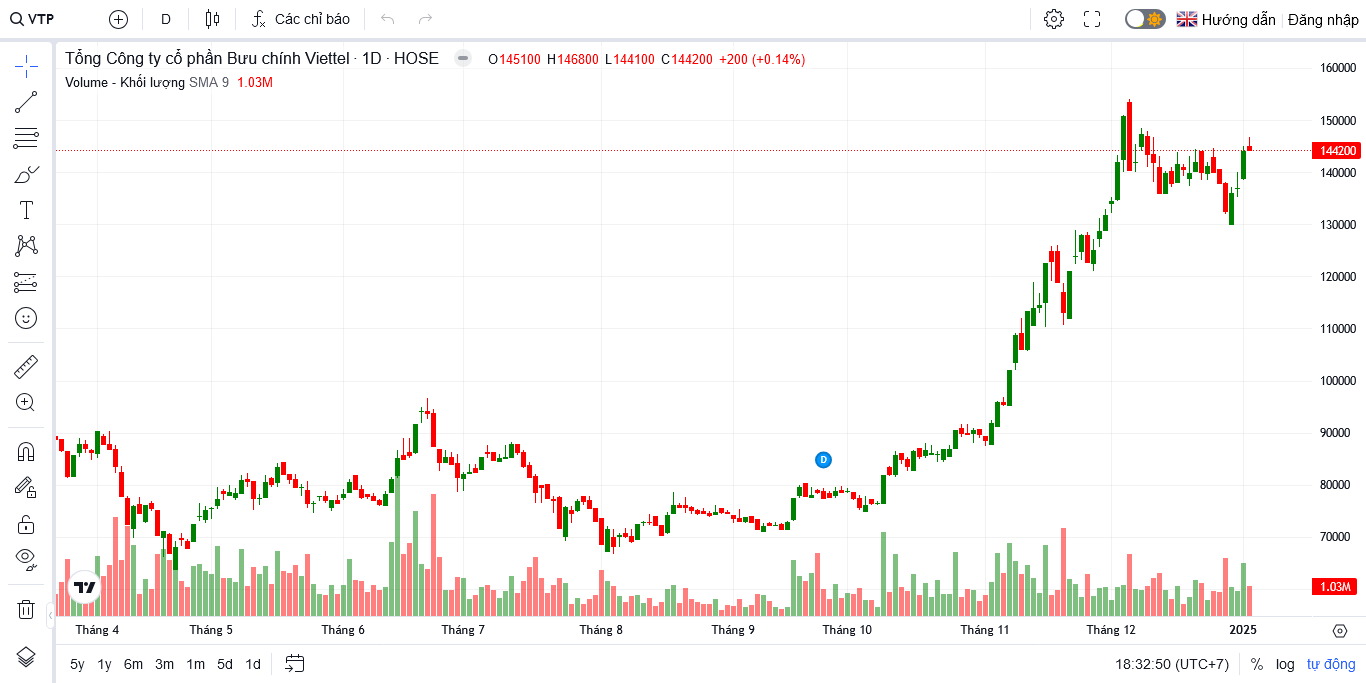 VTP D Các chỉ báo Hướng dẫn Đăng nhập
Tổng Công ty cổ phần Bưu chính Viettel · 1D · HOSE O145100 H146800 L144100 C144200 +200 (+0.14%)
Volume - Khối lượng SMA 9 1.03M
160000
150000
144200
140000
130000
120000
110000
100000
90000
D
80000
70000
1.03M
Tháng 4 Tháng 5 Tháng 6 Tháng 7 Tháng 8 Tháng 9 Tháng 10 Tháng 11 Tháng 12 2025
5y 1y 6m 3m 1m 5d 1d 18:32:50 (UTC+7) % log tự động